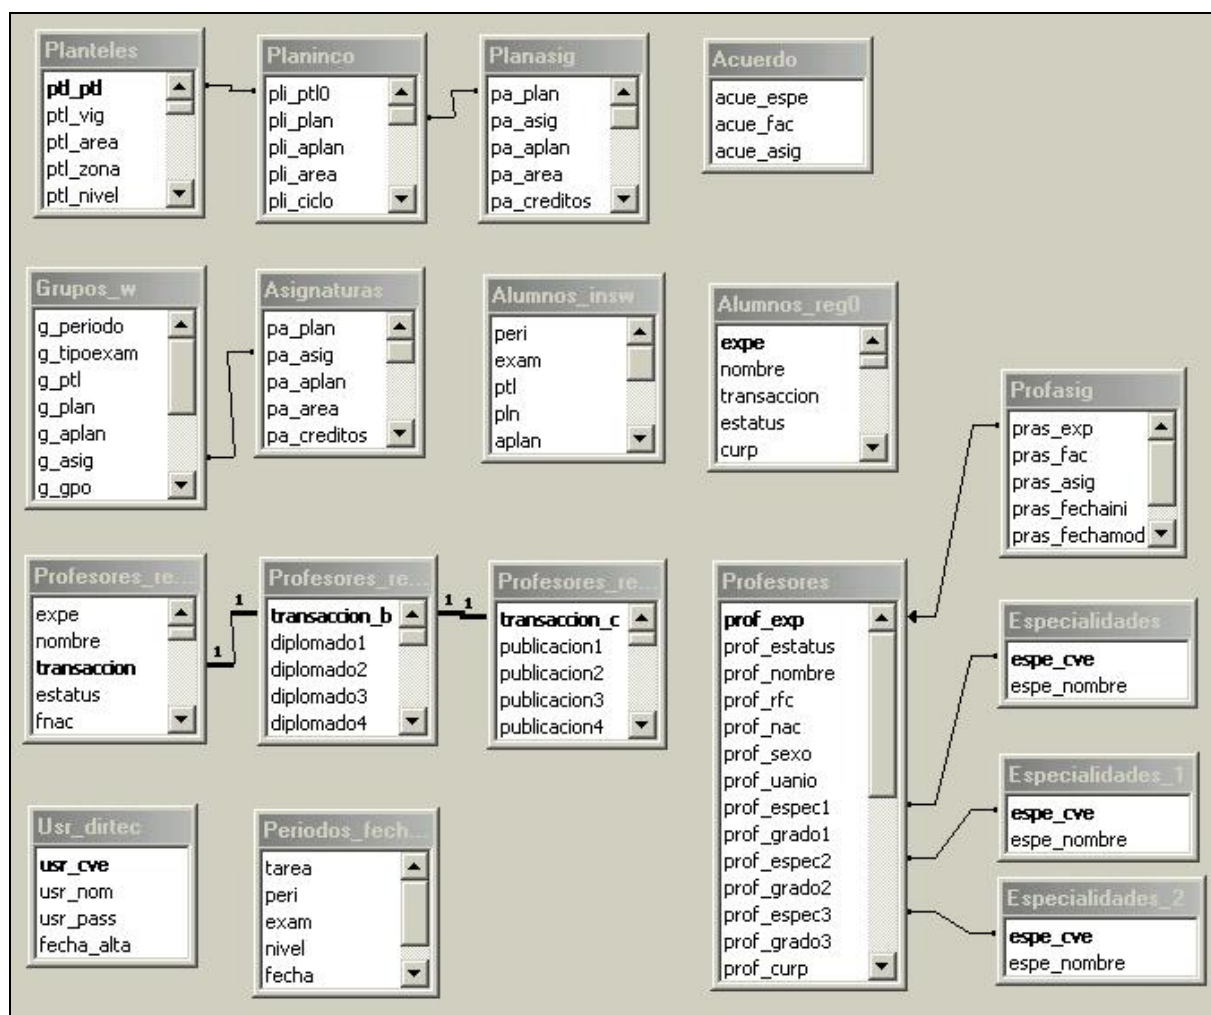 Planteles
ptl_ptl
ptl_vig
ptl_area
ptl_zona
ptl_nivel
Planinco
pli_ptl0
pli_plan
pli_aplan
pli_area
pli_ciclo
Planasig
pa_plan
pa_asig
pa_aplan
pa_area
pa_creditos
Acuerdo
acue_espe
acue_fac
acue_asig
Grupos_w
g_periodo
g_tipoexam
g_ptl
g_plan
g_aplan
g_asig
g_gpo
Asignaturas
pa_plan
pa_asig
pa_aplan
pa_area
pa_creditos
Alumnos_insw
peri
exam
ptl
pln
aplan
Alumnos_reg0
expe
nombre
transaccion
estatus
curp
Profasig
pras_exp
pras_fac
pras_asig
pras_fechaini
pras_fechamod
Profesores_re...
expe
nombre
transaccion
estatus
fnac
1
1
Profesores_re...
transaccion_b
diplomado1
diplomado2
diplomado3
diplomado4
1
1
Profesores_re...
transaccion_c
publicacion1
publicacion2
publicacion3
publicacion4
Profesores
prof_exp
prof_estatus
prof_nombre
prof_rfc
prof_nac
prof_sexo
prof_uanio
prof_espec1
prof_grado1
prof_espec2
prof_grado2
prof_espec3
prof_grado3
prof_curp
Especialidades
espe_cve
espe_nombre
Especialidades_1
espe_cve
espe_nombre
Especialidades_2
espe_cve
espe_nombre
Usr_dirtec
usr_cve
usr_nom
usr_pass
fecha_alta
Periodos_fech...
tarea
peri
exam
nivel
fecha